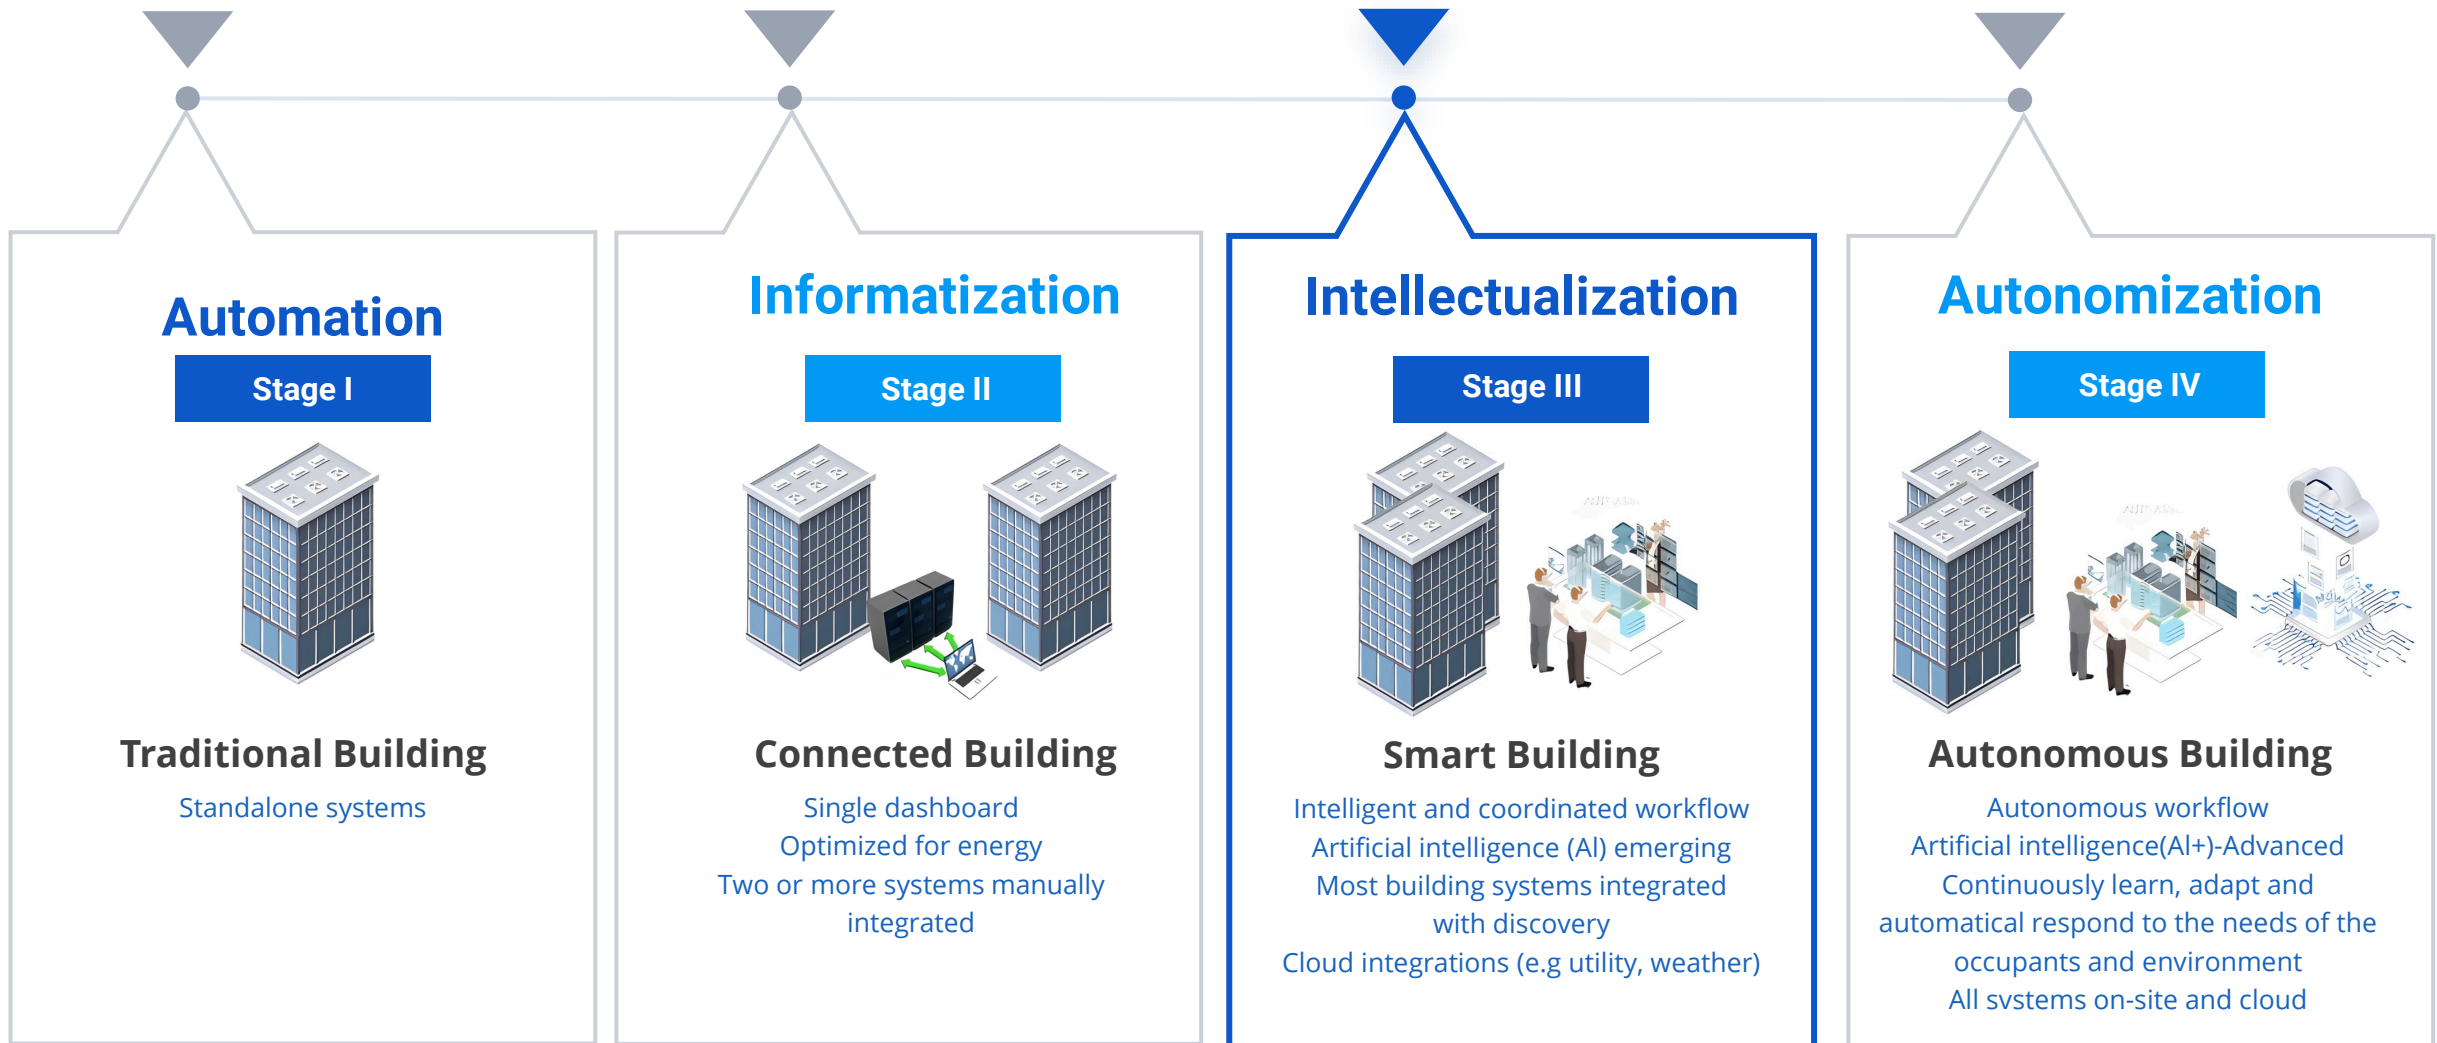 Automation
Stage I
Traditional Building
Standalone systems
Informatization
Stage II
Connected Building
Single dashboard
Optimized for energy
Two or more systems manually
integrated
Intellectualization
Stage III
Smart Building
Intelligent and coordinated workflow
Artificial intelligence (AI) emerging
Most building systems integrated
with discovery
Cloud integrations (e.g utility, weather)
Autonomization
Stage IV
Autonomous Building
Autonomous workflow
Artificial intelligence(AI+)-Advanced
Continuously learn, adapt and
automatical respond to the needs of the
occupants and environment
All systems on-site and cloud